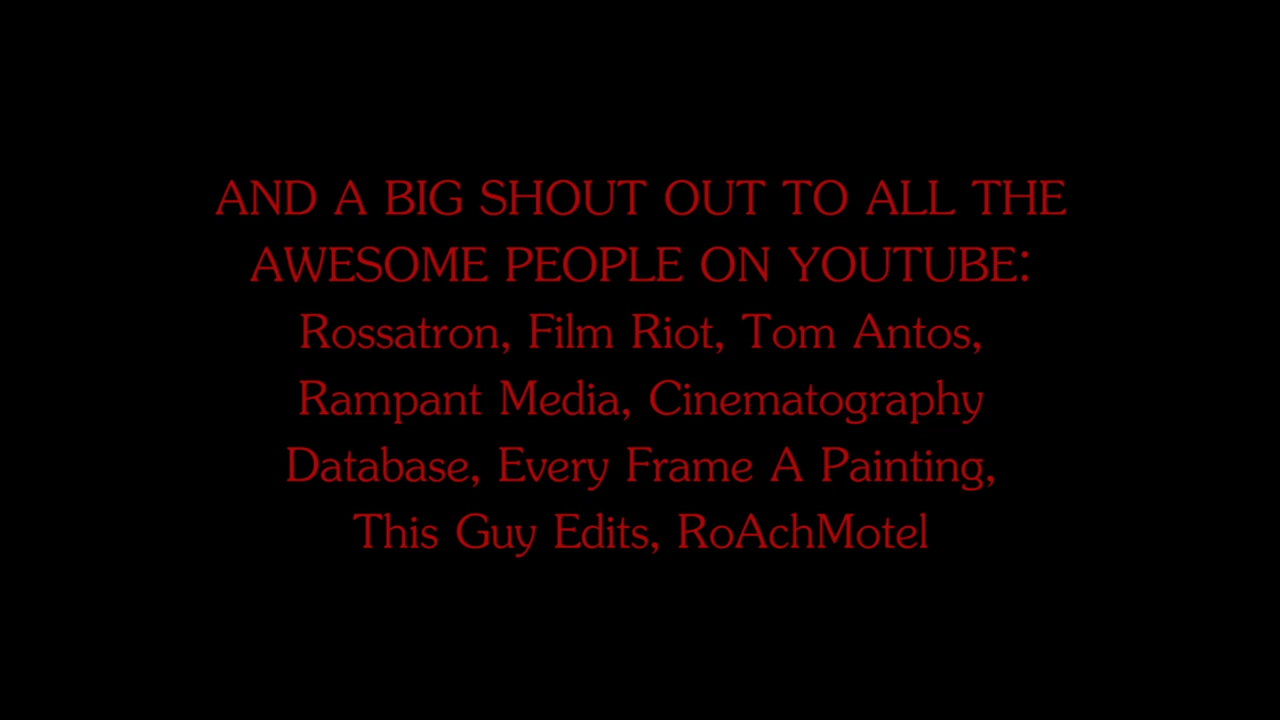 AND A BIG SHOUT OUT TO ALL THE
AWESOME PEOPLE ON YOUTUBE:
Rossatron, Film Riot, Tom Antos,
Rampant Media, Cinematography
Database, Every Frame A Painting,
This Guy Edits, RoAchMotel